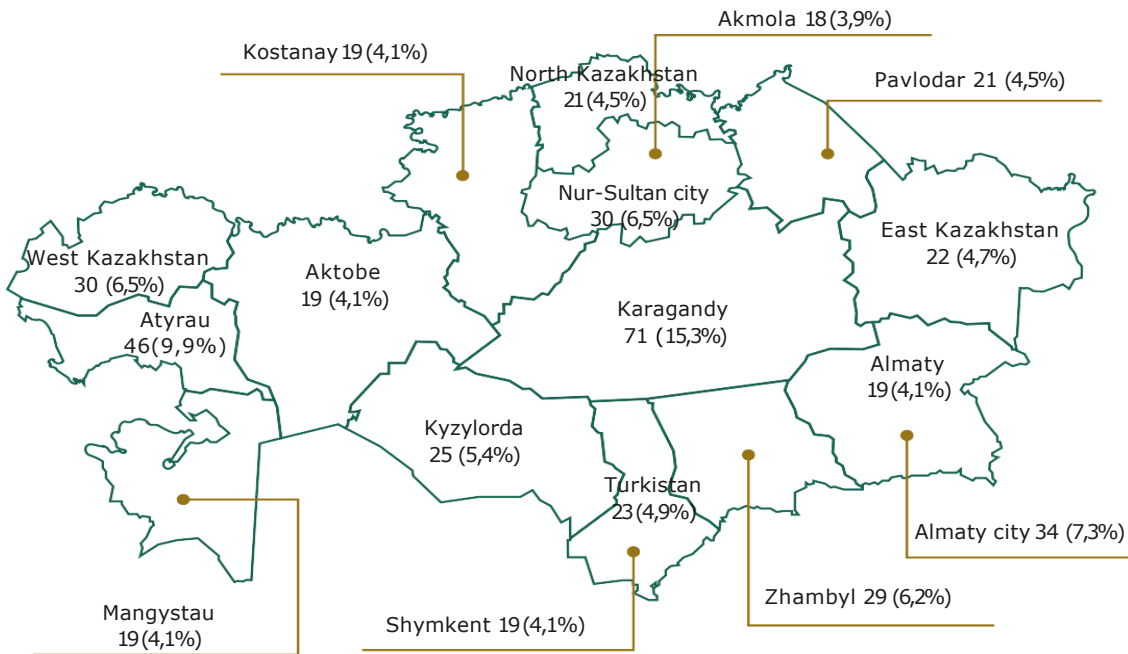 Akmola 18 (3,9%)
Kostanay 19 (4,1%)
North Kazakhstan
21 (4,5%)
Pavlodar 21 (4,5%)
Nur-Sultan city
30 (6,5%)
East Kazakhstan
22 (4,7%)
West Kazakhstan
30 (6,5%)
Aktobe
19 (4,1%)
Karagandy
71 (15,3%)
Atyrau
46 (9,9%)
Almaty
19 (4,1%)
Kyzylorda
25 (5,4%)
Turkistan
23 (4,9%)
Almaty city 34 (7,3%)
Zhambyl 29 (6,2%)
Mangystau
19 (4,1%)
Shymkent 19 (4,1%)